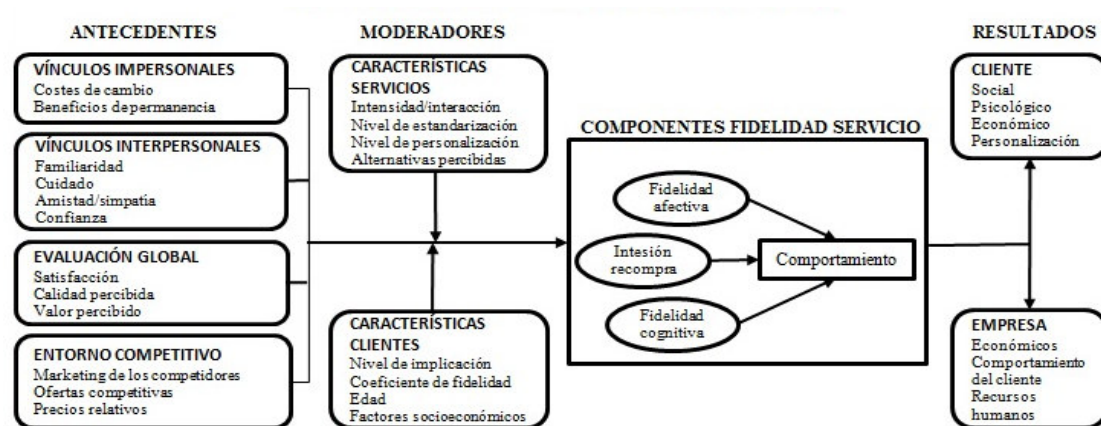 ANTECEDENTES
VÍNCULOS IMPERSONALES
Costes de cambio
Beneficios de permanencia
VÍNCULOS INTERPERSONALES
Familiaridad
Cuidado
Amistad/simpatía
Confianza
EVALUACIÓN GLOBAL
Satisfacción
Calidad percibida
Valor percibido
ENTORNO COMPETITIVO
Marketing de los competidores
Ofertas competitivas
Precios relativos
MODERADORES
CARACTERÍSTICAS
SERVICIOS
Intensidad/interacción
Nivel de estandarización
Nivel de personalización
Alternativas percibidas
CARACTERÍSTICAS
CLIENTES
Nivel de implicación
Coeficiente de fidelidad
Edad
Factores socioeconómicos
COMPONENTES FIDELIDAD SERVICIO
Fidelidad
afectiva
Intesión
recompra
Fidelidad
cognitiva
Comportamiento
RESULTADOS
CLIENTE
Social
Psicológico
Económico
Personalización
EMPRESA
Económicos
Comportamiento
del cliente
Recursos
humanos